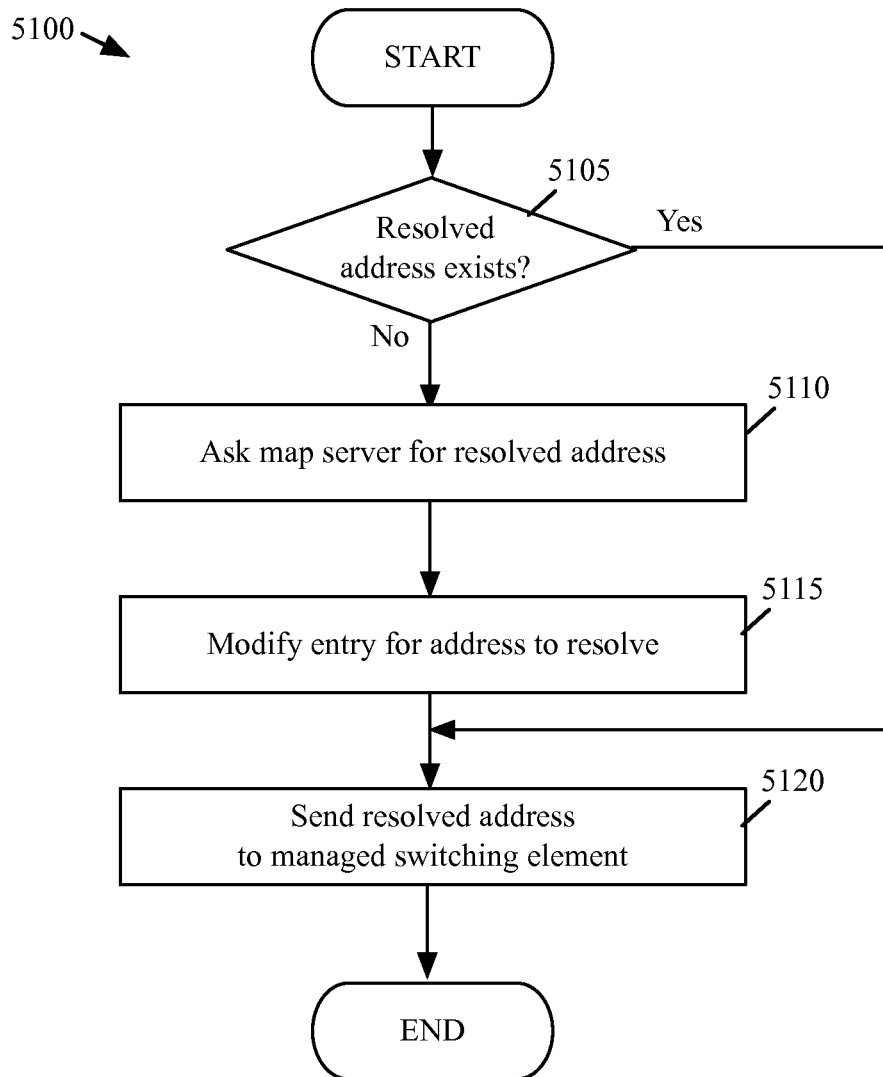 5100
START
5105
Resolved
address exists?
Yes
No
5110
Ask map server for resolved address
5115
Modify entry for address to resolve
5120
Send resolved address
to managed switching element
END